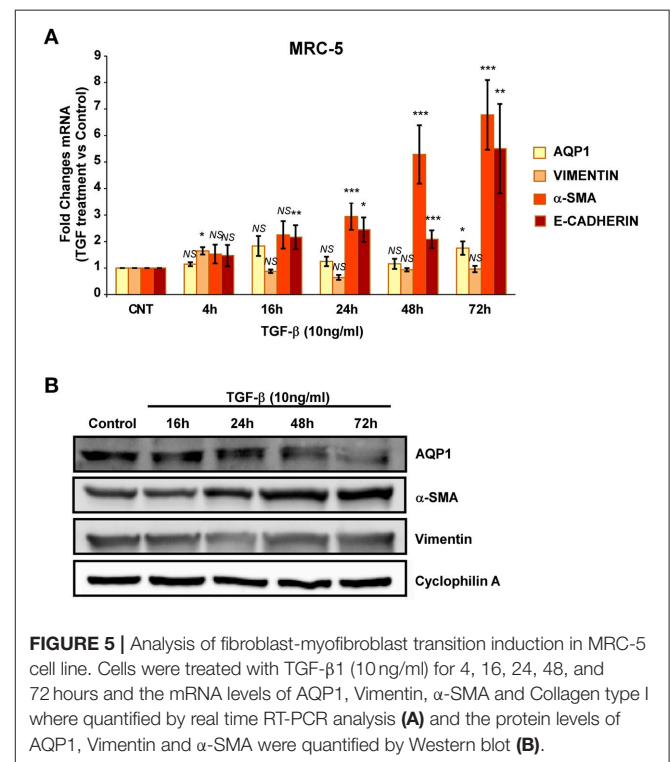 A
MRC-5
Fold Changes mRNA
(TGF treatment vs Control)
9
8
7
6
5
4
3
2
1
0
NS * NS NS
NS NS NS **
NS NS *** *
NS NS *** ***
* NS *** **
CNT 4h 16h 24h 48h 72h
TGF-β (10ng/ml)
AQP1
VIMENTIN
α-SMA
E-CADHERIN
B
TGF-β (10ng/ml)
Control 16h 24h 48h 72h
AQP1
α-SMA
Vimentin
Cyclophilin A
FIGURE 5 | Analysis of fibroblast-myofibroblast transition induction in MRC-5
cell line. Cells were treated with TGF-β1 (10 ng/ml) for 4, 16, 24, 48, and
72 hours and the mRNA levels of AQP1, Vimentin, α-SMA and Collagen type I
where quantified by real time RT-PCR analysis (A) and the protein levels of
AQP1, Vimentin and α-SMA were quantified by Western blot (B).